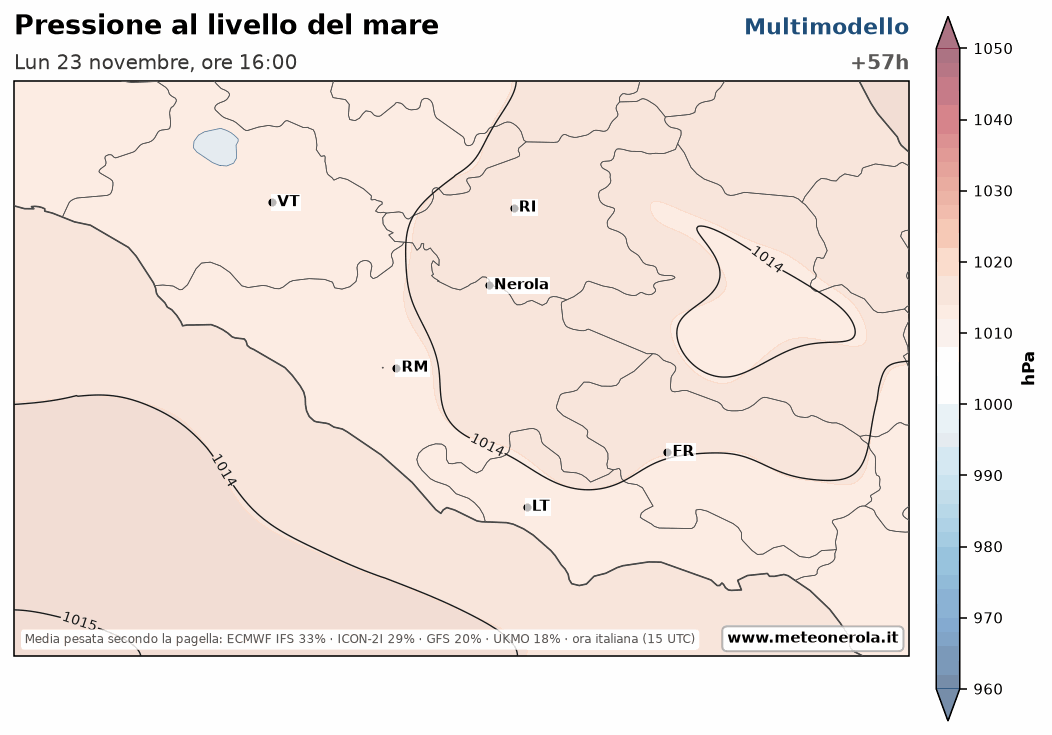 Pressione al livello del mare
Multimodello
Lun 23 novembre, ore 16:00
+57h
VT
RI
Nerola
RM
FR
LT
1014
1014
1014
1015
Media pesata secondo la pagella: ECMWF IFS 33% · ICON-2I 29% · GFS 20% · UKMO 18% · ora italiana (15 UTC)
www.meteonerola.it
1050
1040
1030
1020
1010
1000
990
980
970
960
hPa